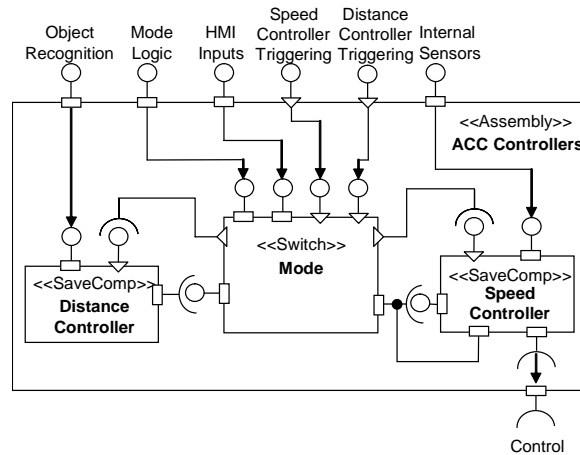 Object
Recognition
Mode
Logic
HMI
Inputs
Speed
Controller
Triggering
Distance
Controller
Triggering
Internal
Sensors
<<Assembly>>
ACC Controllers
<<Switch>>
Mode
<<SaveComp>>
Distance
Controller
<<SaveComp>>
Speed
Controller
Control